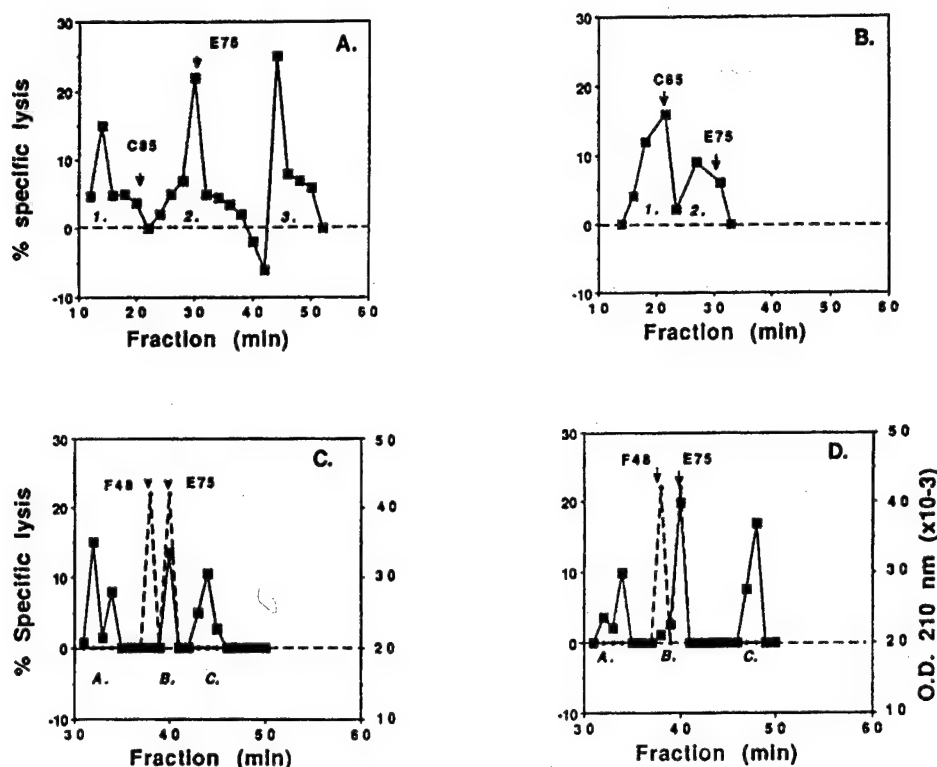 A.
E75
C85
% specific lysis
30
20
10
0
-10
1.
2.
3.
10 20 30 40 50 60
Fraction (min)
B.
C85
E75
30
20
10
0
-10
1.
2.
10 20 30 40 50 60
Fraction (min)
C.
F48
E75
% Specific lysis
30
20
10
0
-10
50
40
30
20
10
A.
B.
C.
30 40 50 60
Fraction (min)
D.
F48
E75
30
20
10
0
-10
50
40
30
20
10
O.D. 210 nm (x10-3)
A.
B.
C.
30 40 50 60
Fraction (min)